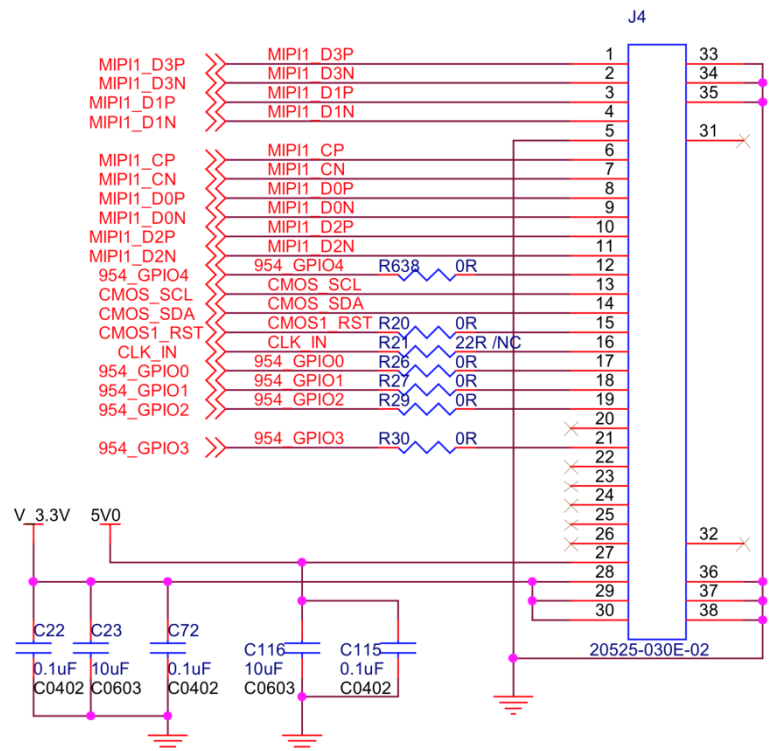 J4
MIPI1_D3P MIPI1_D3P 1 33
MIPI1_D3N MIPI1_D3N 2 34
MIPI1_D1P MIPI1_D1P 3 35
MIPI1_D1N MIPI1_D1N 4
5 31
MIPI1_CP MIPI1_CP 6
MIPI1_CN MIPI1_CN 7
MIPI1_D0P MIPI1_D0P 8
MIPI1_D0N MIPI1_D0N 9
MIPI1_D2P MIPI1_D2P 10
MIPI1_D2N MIPI1_D2N 11
954_GPIO4 954_GPIO4 R638 0R 12
CMOS_SCL CMOS_SCL 13
CMOS_SDA CMOS_SDA 14
CMOS1_RST CMOS1_RST R20 0R 15
CLK_IN CLK_IN R21 22R /NC 16
954_GPIO0 954_GPIO0 R26 0R 17
954_GPIO1 954_GPIO1 R27 0R 18
954_GPIO2 954_GPIO2 R29 0R 19
20
954_GPIO3 954_GPIO3 R30 0R 21
22
23
24
25
V_3.3V 5V0 26 32
27
28 36
29 37
30 38
C22 C23 C72 C116 C115 20525-030E-02
0.1uF 10uF 0.1uF 10uF 0.1uF
C0402 C0603 C0402 C0603 C0402